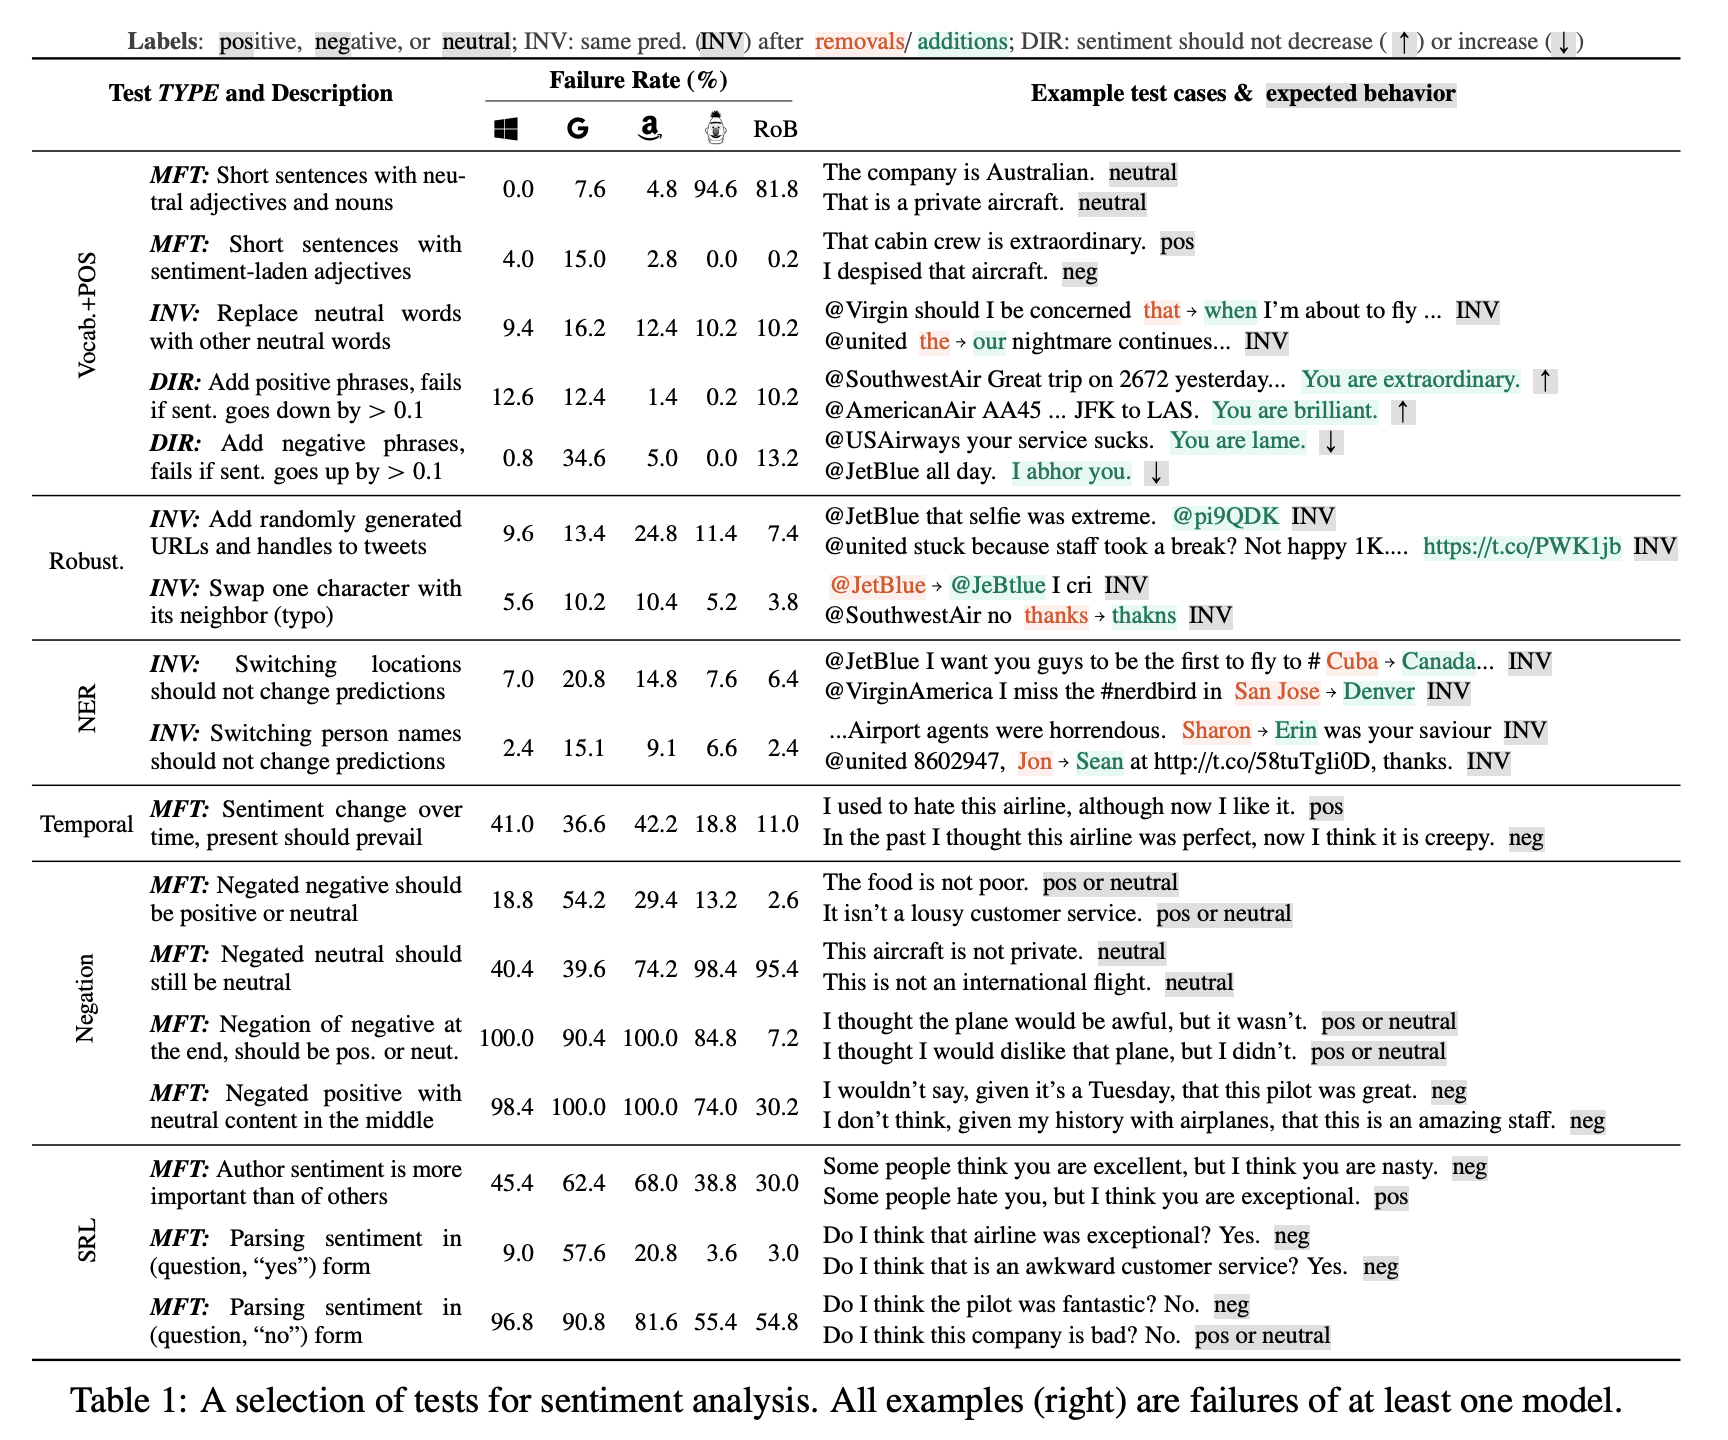 Labels: positive, negative, or neutral; INV: same pred. (INV) after removals/ additions; DIR: sentiment should not decrease ( ↑ ) or increase ( ↓ )
Test TYPE and Description Failure Rate (%) Example test cases & expected behavior
G a RoB
Vocab.+POS
MFT: Short sentences with neu- The company is Australian. neutral
tral adjectives and nouns 0.0 7.6 4.8 94.6 81.8 That is a private aircraft. neutral
MFT: Short sentences with That cabin crew is extraordinary. pos
sentiment-laden adjectives 4.0 15.0 2.8 0.0 0.2 I despised that aircraft. neg
INV: Replace neutral words @Virgin should I be concerned that → when I'm about to fly ... INV
with other neutral words 9.4 16.2 12.4 10.2 10.2 @united the → our nightmare continues... INV
DIR: Add positive phrases, fails @SouthwestAir Great trip on 2672 yesterday... You are extraordinary. ↑
if sent. goes down by > 0.1 12.6 12.4 1.4 0.2 10.2 @AmericanAir AA45 ... JFK to LAS. You are brilliant. ↑
DIR: Add negative phrases, @USAirways your service sucks. You are lame. ↓
fails if sent. goes up by > 0.1 0.8 34.6 5.0 0.0 13.2 @JetBlue all day. I abhor you. ↓
Robust.
INV: Add randomly generated @JetBlue that selfie was extreme. @pi9QDK INV
URLs and handles to tweets 9.6 13.4 24.8 11.4 7.4 @united stuck because staff took a break? Not happy 1K.... https://t.co/PWK1jb INV
INV: Swap one character with @JetBlue → @JeBtlue I cri INV
its neighbor (typo) 5.6 10.2 10.4 5.2 3.8 @SouthwestAir no thanks → thakns INV
NER
INV: Switching locations @JetBlue I want you guys to be the first to fly to # Cuba → Canada... INV
should not change predictions 7.0 20.8 14.8 7.6 6.4 @VirginAmerica I miss the #nerdbird in San Jose → Denver INV
INV: Switching person names ...Airport agents were horrendous. Sharon → Erin was your saviour INV
should not change predictions 2.4 15.1 9.1 6.6 2.4 @united 8602947, Jon → Sean at http://t.co/58tuTgli0D, thanks. INV
Temporal
MFT: Sentiment change over I used to hate this airline, although now I like it. pos
time, present should prevail 41.0 36.6 42.2 18.8 11.0 In the past I thought this airline was perfect, now I think it is creepy. neg
Negation
MFT: Negated negative should The food is not poor. pos or neutral
be positive or neutral 18.8 54.2 29.4 13.2 2.6 It isn't a lousy customer service. pos or neutral
MFT: Negated neutral should This aircraft is not private. neutral
still be neutral 40.4 39.6 74.2 98.4 95.4 This is not an international flight. neutral
MFT: Negation of negative at I thought the plane would be awful, but it wasn't. pos or neutral
the end, should be pos. or neut. 100.0 90.4 100.0 84.8 7.2 I thought I would dislike that plane, but I didn't. pos or neutral
MFT: Negated positive with I wouldn't say, given it's a Tuesday, that this pilot was great. neg
neutral content in the middle 98.4 100.0 100.0 74.0 30.2 I don't think, given my history with airplanes, that this is an amazing staff. neg
SRL
MFT: Author sentiment is more Some people think you are excellent, but I think you are nasty. neg
important than of others 45.4 62.4 68.0 38.8 30.0 Some people hate you, but I think you are exceptional. pos
MFT: Parsing sentiment in Do I think that airline was exceptional? Yes. neg
(question, “yes”) form 9.0 57.6 20.8 3.6 3.0 Do I think that is an awkward customer service? Yes. neg
MFT: Parsing sentiment in Do I think the pilot was fantastic? No. neg
(question, “no”) form 96.8 90.8 81.6 55.4 54.8 Do I think this company is bad? No. pos or neutral
Table 1: A selection of tests for sentiment analysis. All examples (right) are failures of at least one model.